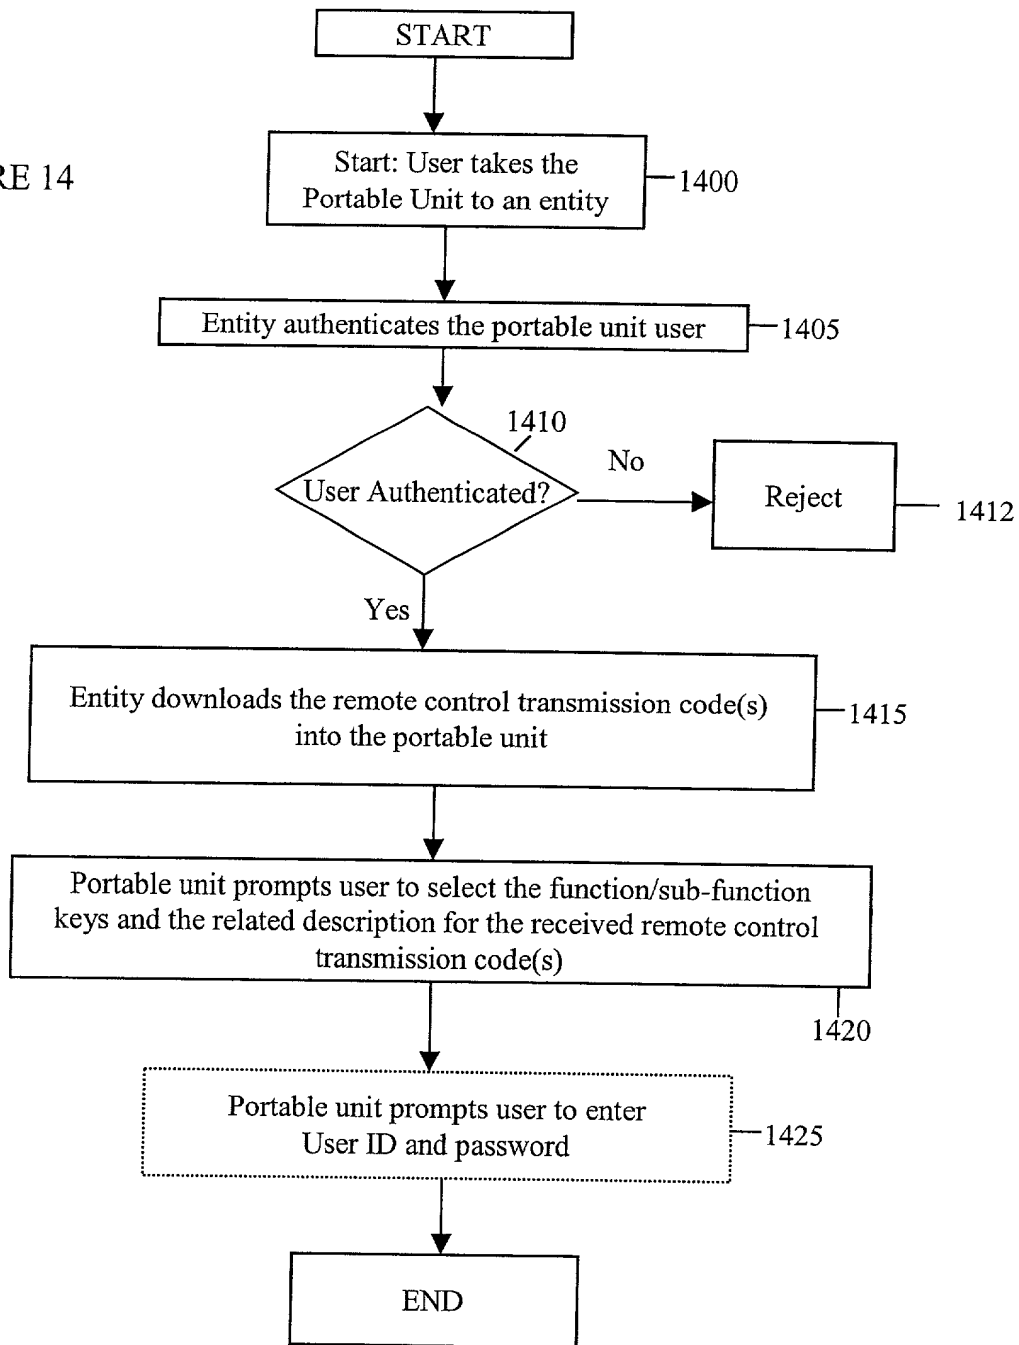 START
RE 14
Start: User takes the
Portable Unit to an entity
1400
Entity authenticates the portable unit user
1405
1410
User Authenticated?
No
Reject
1412
Yes
Entity downloads the remote control transmission code(s)
into the portable unit
1415
Portable unit prompts user to select the function/sub-function
keys and the related description for the received remote control
transmission code(s)
1420
Portable unit prompts user to enter
User ID and password
1425
END